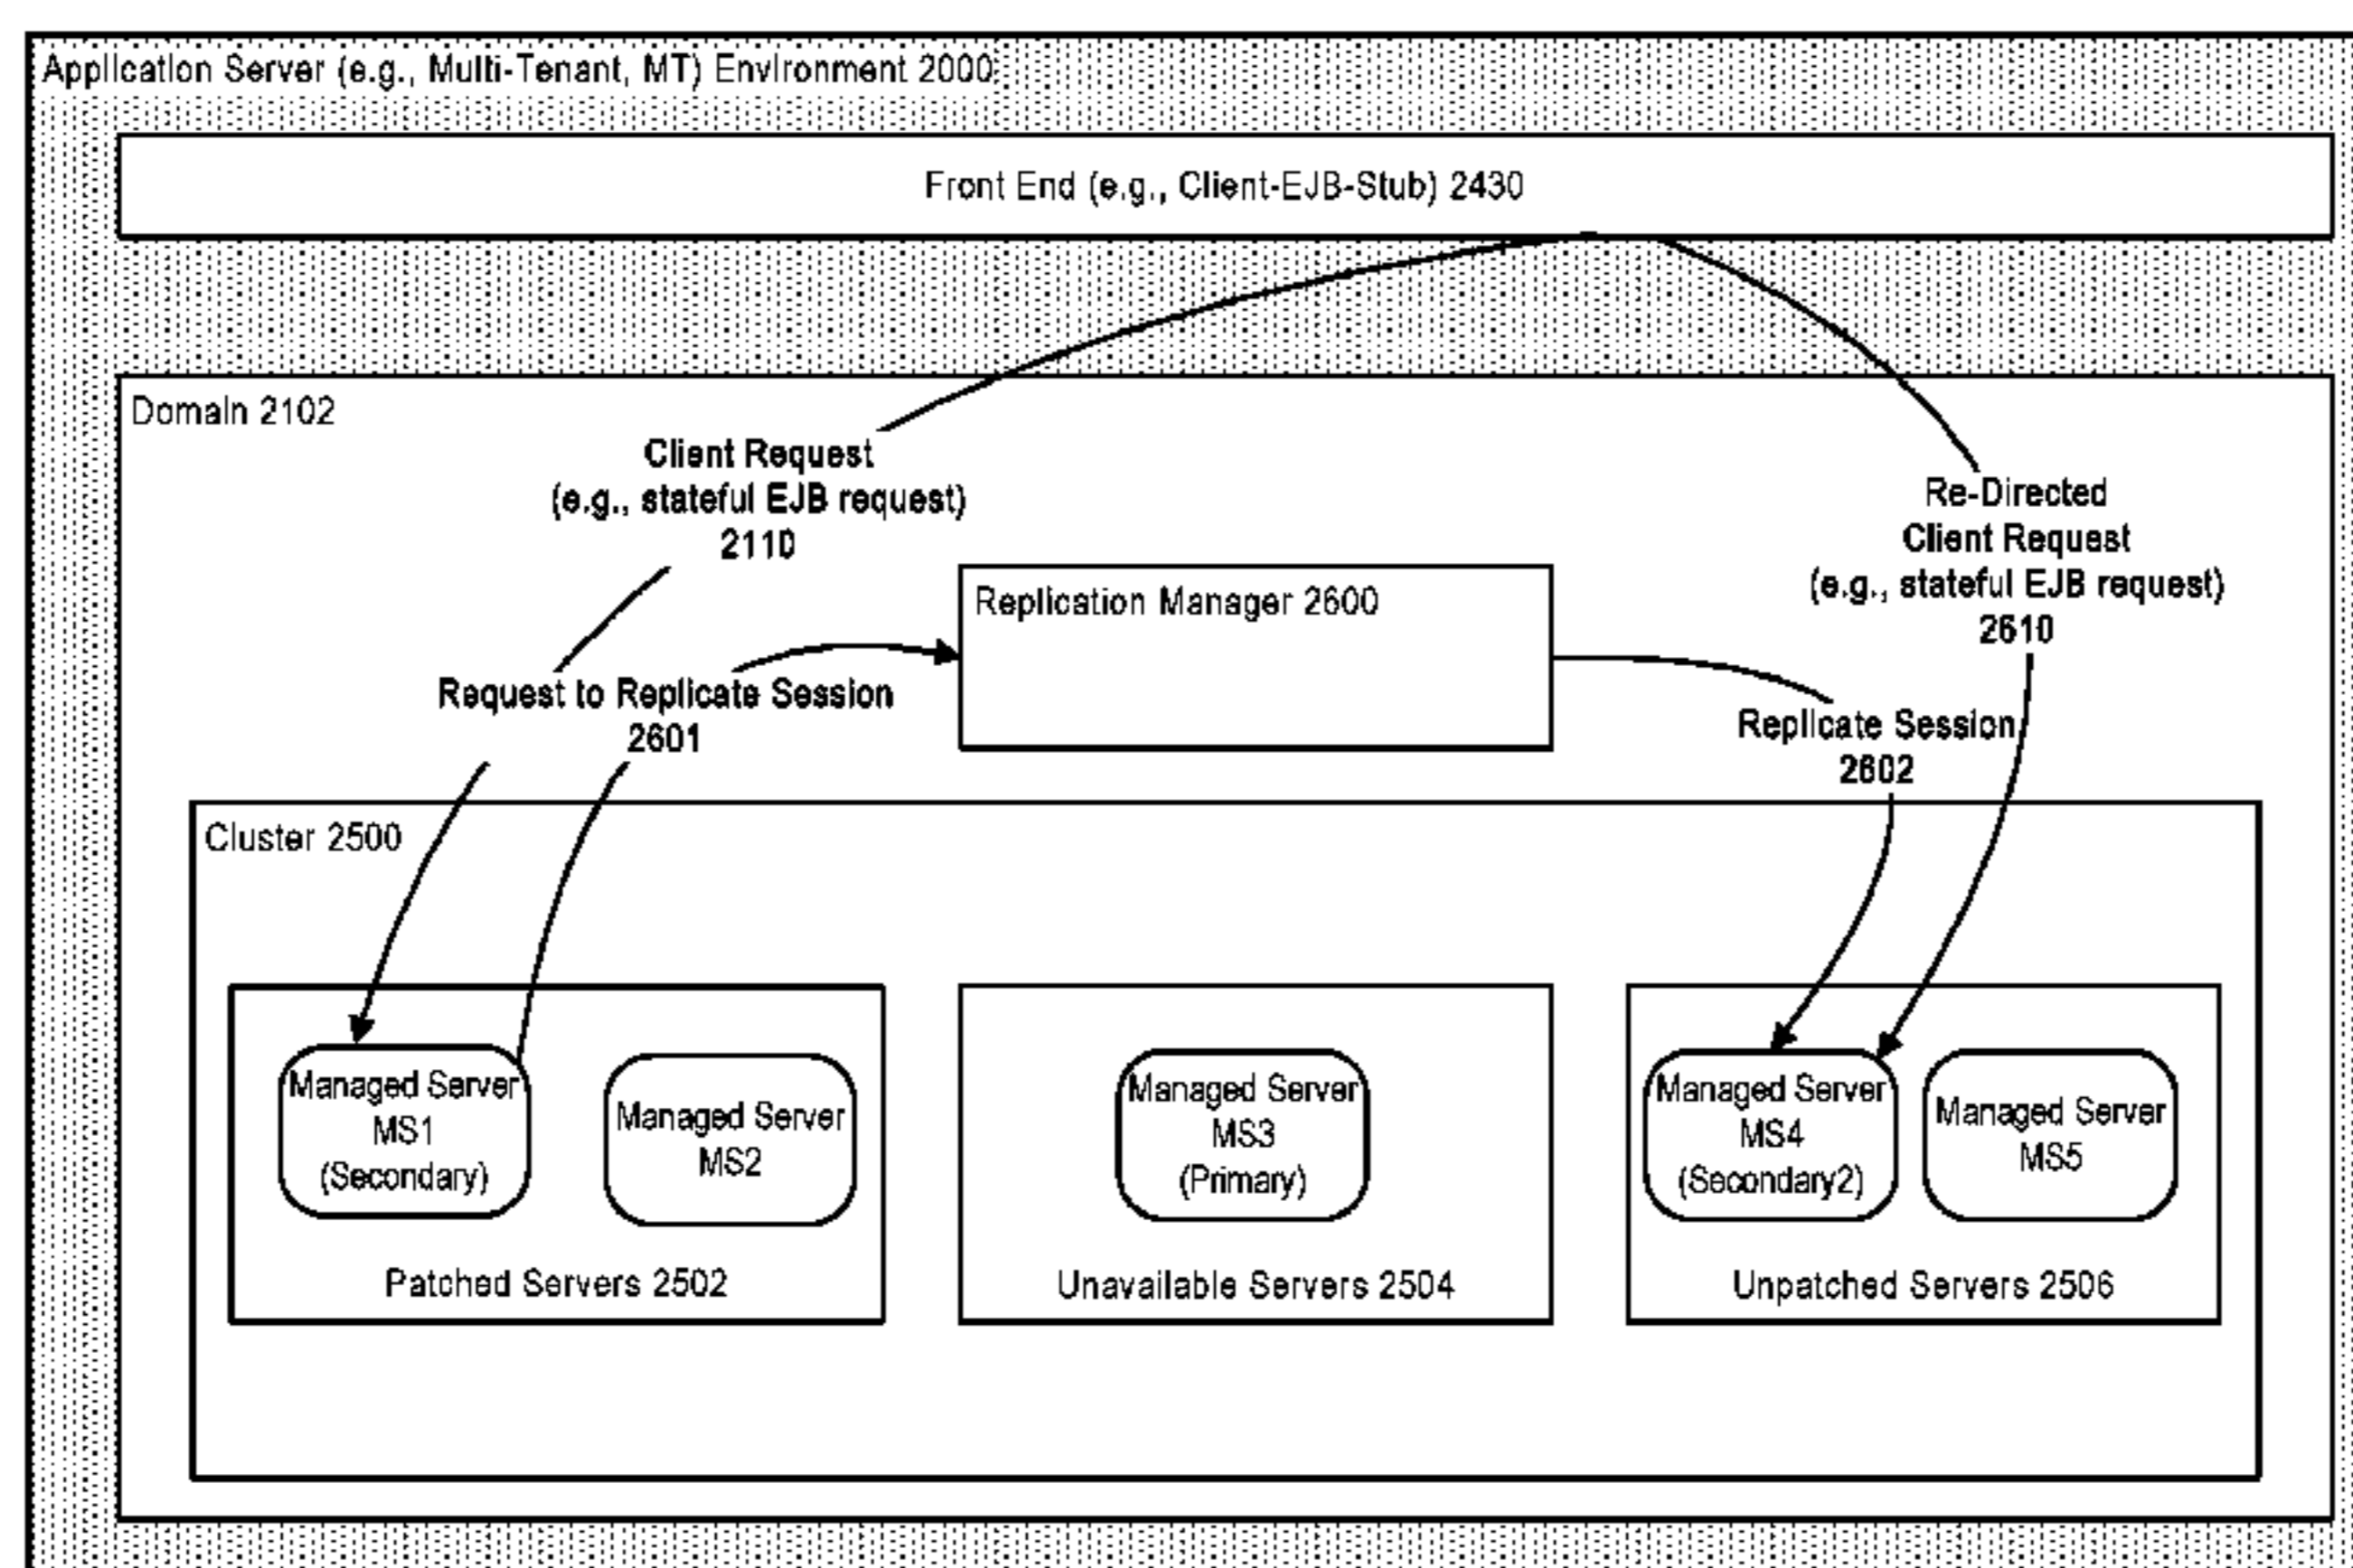 Application Server (e.g., Multi-Tenant, MT) Environment 2000
Front End (e.g., Client-EJB-Stub) 2430
Domain 2102
Client Request
(e.g., stateful EJB request)
2110
Re-Directed
Client Request
(e.g., stateful EJB request)
2610
Replication Manager 2600
Request to Replicate Session
2601
Replicate Session
2602
Cluster 2500
Managed Server
MS1
(Secondary)
Managed Server
MS2
Patched Servers 2502
Managed Server
MS3
(Primary)
Unavailable Servers 2504
Managed Server
MS4
(Secondary2)
Managed Server
MS5
Unpatched Servers 2506